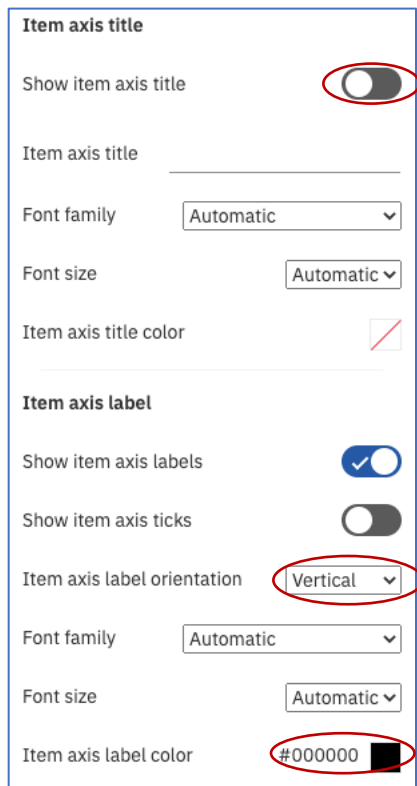 Item axis title
Show item axis title
Item axis title
Font family Automatic
Font size Automatic
Item axis title color
Item axis label
Show item axis labels
Show item axis ticks
Item axis label orientation Vertical
Font family Automatic
Font size Automatic
Item axis label color #000000